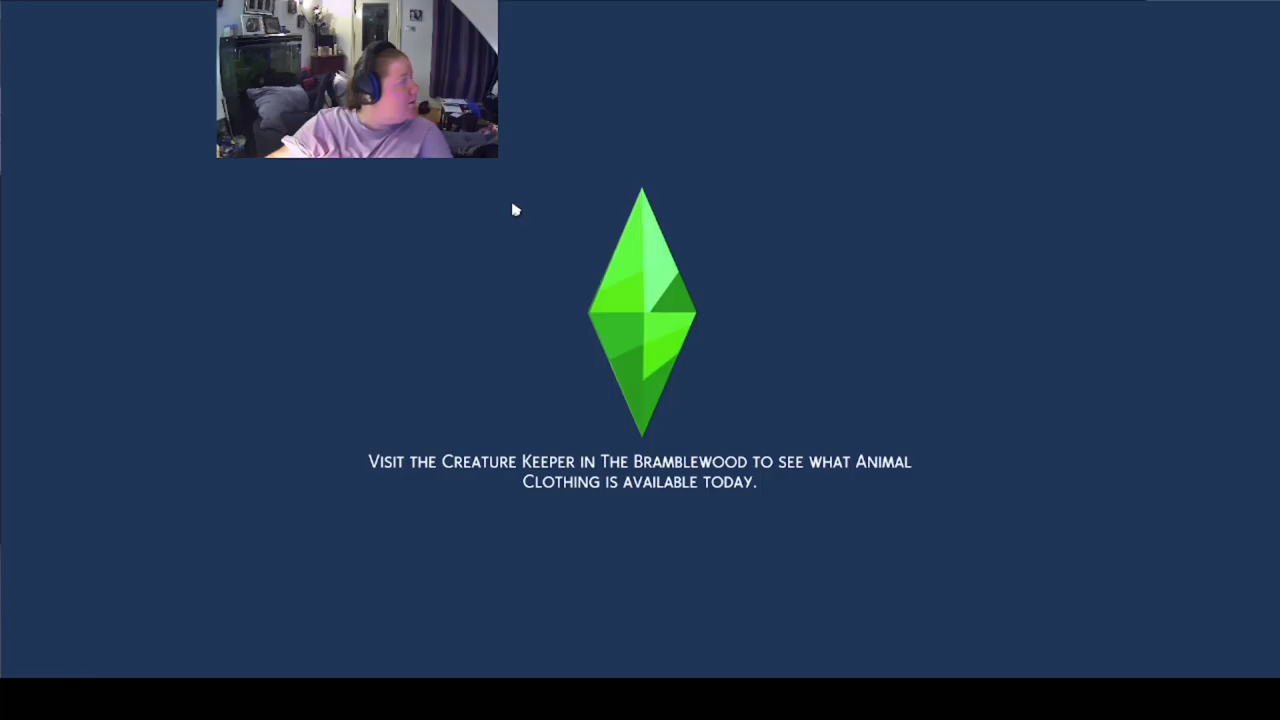 Visit the Creature Keeper in The Bramblewood to see what Animal
Clothing is available today.